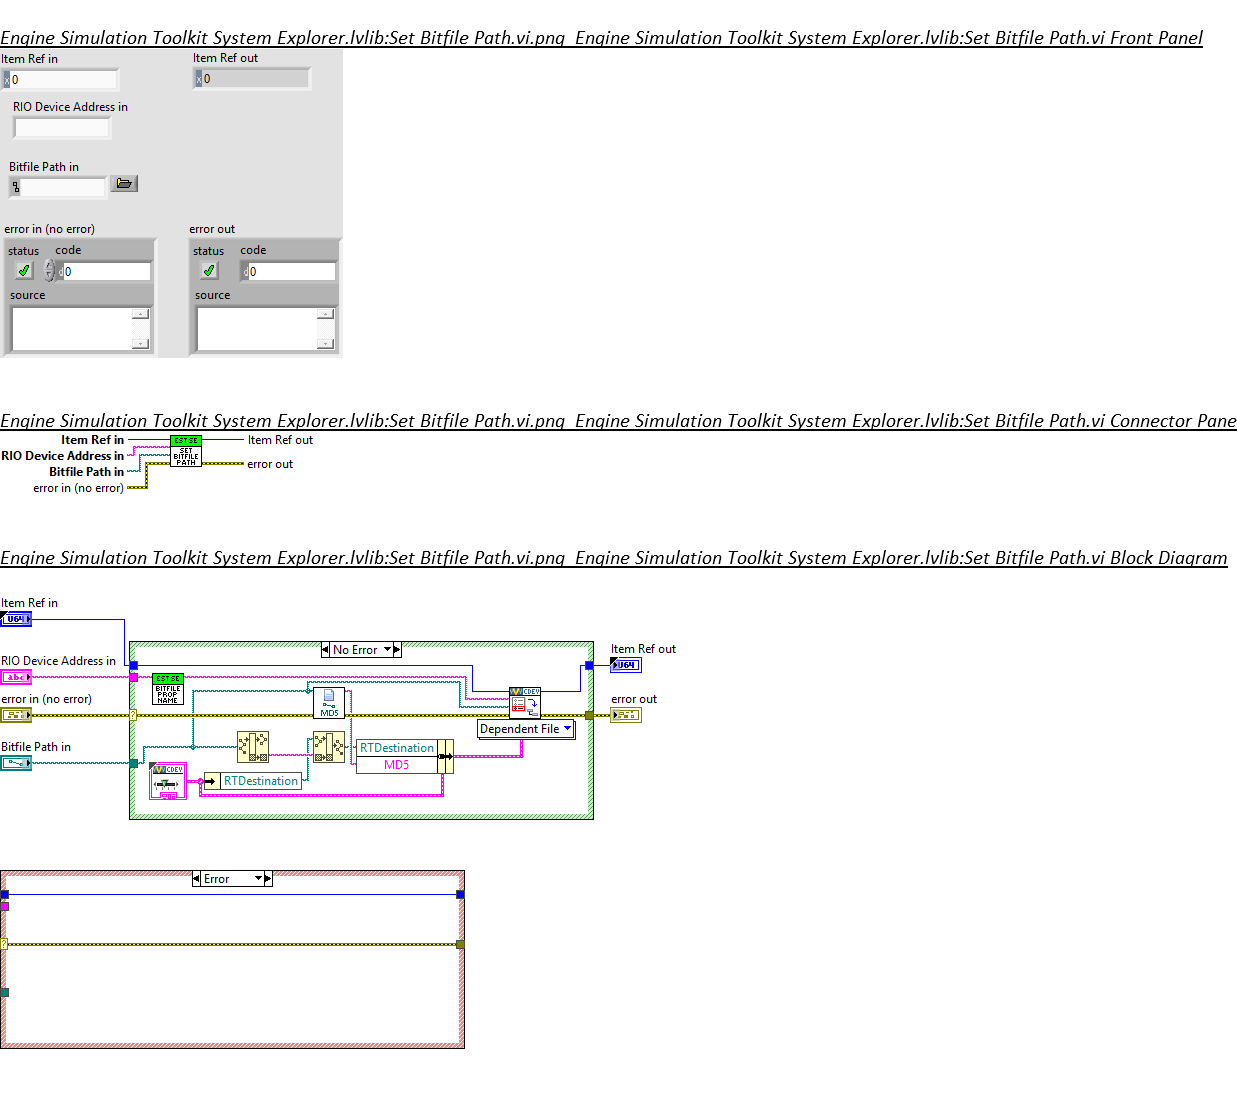 Engine Simulation Toolkit System Explorer.lvlib:Set Bitfile Path.vi.png Engine Simulation Toolkit System Explorer.lvlib:Set Bitfile Path.vi Front Panel
Item Ref in
Item Ref out
x 0
x 0
RIO Device Address in
Bitfile Path in
error in (no error)
error out
status code
status code
d 0
d 0
source
source
Engine Simulation Toolkit System Explorer.lvlib:Set Bitfile Path.vi.png Engine Simulation Toolkit System Explorer.lvlib:Set Bitfile Path.vi Connector Pane
Item Ref in
RIO Device Address in
Bitfile Path in
error in (no error)
EST SE
SET
BITFILE
PATH
Item Ref out
error out
Engine Simulation Toolkit System Explorer.lvlib:Set Bitfile Path.vi.png Engine Simulation Toolkit System Explorer.lvlib:Set Bitfile Path.vi Block Diagram
Item Ref in
U64
RIO Device Address in
abc
error in (no error)
Bitfile Path in
No Error
EST SE
BITFILE
PROP
NAME
MD5
CDEV
Dependent File
RTDestination
MD5
CDEV
RTDestination
Item Ref out
U64
error out
Error